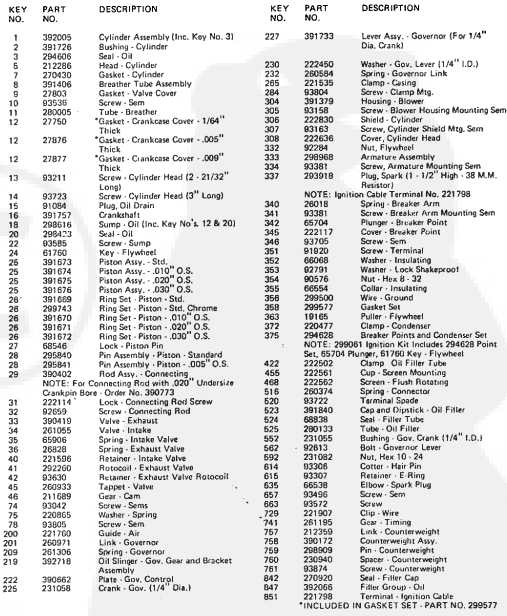 KEY NO. PART NO. DESCRIPTION
1 392005 Cylinder Assembly (Inc. Key No. 3)
2 391726 Bushing - Cylinder
3 294606 Seal - Oil
5 212286 Head - Cylinder
7 270430 Gasket - Cylinder
8 391406 Breather Tube Assembly
9 27803 Gasket - Valve Cover
10 93536 Screw - Sem
11 280005 Tube - Breather
12 27750 *Gasket - Crankcase Cover - 1/64"
Thick
12 27876 *Gasket - Crankcase Cover - .005"
Thick
12 27877 *Gasket - Crankcase Cover - .009"
Thick
13 93211 Screw - Cylinder Head (2 - 21/32"
Long)
14 93723 Screw - Cylinder Head (3" Long)
15 91084 Plug, Oil Drain
16 391757 Crankshaft
18 298616 Sump - Oil (Inc. Key No's. 12 & 20)
20 298423 Seal - Oil
22 93585 Screw - Sump
24 61760 Key - Flywheel
25 391673 Piston Assy. - Std.
25 391674 Piston Assy. - .010" O.S.
25 391675 Piston Assy. - .020" O.S.
25 391676 Piston Assy. - .030" O.S.
26 391669 Ring Set - Piston - Std.
26 299743 Ring Set - Piston - Std. Chrome
26 391670 Ring Set - Piston - .010" O.S.
26 391671 Ring Set - Piston - .020" O.S.
26 391672 Ring Set - Piston - .030" O.S.
27 68546 Lock - Piston Pin
28 295840 Pin Assembly - Piston - Standard
28 295841 Pin Assembly - Piston - .005" O.S.
29 390402 Rod Assy. - Connecting
NOTE: For Connecting Rod with .020" Undersize
Crankpin Bore - Order No. 390773
31 222114 Lock - Connecting Rod Screw
32 92659 Screw - Connecting Rod
33 390419 Valve - Exhaust
34 261055 Valve - Intake
35 65906 Spring - Intake Valve
36 26828 Spring - Exhaust Valve
40 221596 Retainer - Intake Valve
41 292260 Rotocoil - Exhaust Valve
42 93630 Retainer - Exhaust Valve Rotocoil
45 260933 Tappet - Valve
46 211689 Gear - Cam
74 93042 Screw - Sems
75 220865 Washer - Spring
78 93805 Screw - Sem
200 221760 Guide - Air
201 260971 Link - Governor
209 261306 Spring - Governor
219 392718 Oil Slinger - Gov. Gear and Bracket
Assembly
222 390662 Plate - Gov. Control
225 231058 Crank - Gov. (1/4" Dia.)
KEY NO. PART NO. DESCRIPTION
227 391733 Lever Assy. - Governor (For 1/4"
Dia. Crank)
230 222450 Washer - Gov. Lever (1/4" I.D.)
232 260584 Spring - Governor Link
265 221535 Clamp - Casing
284 93804 Screw - Clamp Mtg.
304 391379 Housing - Blower
305 93158 Screw - Blower Housing Mounting Sem
306 222830 Shield - Cylinder
307 93163 Screw, Cylinder Shield Mtg. Sem
308 222636 Cover, Cylinder Head
332 92284 Nut, Flywheel
333 298968 Armature Assembly
334 93381 Screw, Armature Mounting Sem
337 293918 Plug, Spark (1 - 1/2" High - 38 M.M.
Resistor)
NOTE: Ignition Cable Terminal No. 221798
340 26018 Spring - Breaker Arm
341 93381 Screw - Breaker Arm Mounting Sem
342 65704 Plunger - Breaker Point
345 222117 Cover - Breaker Point
346 93705 Screw - Sem
351 91920 Screw - Terminal
352 66068 Washer - Insulating
353 92791 Washer - Lock Shakeproof
354 90576 Nut - Hex 8 - 32
355 66554 Collar - Insulating
356 299500 Wire - Ground
358 299577 Gasket Set
363 19165 Puller - Flywheel
372 220477 Clamp - Condenser
375 294628 Breaker Points and Condenser Set
NOTE: 299061 Ignition Kit Includes 294628 Point
Set, 65704 Plunger, 61760 Key - Flywheel
422 222502 Clamp Oil Filler Tube
455 222561 Cup - Screen Mounting
468 222562 Screen - Flush Rotating
516 260374 Spring - Connector
520 93722 Terminal Spade
523 391840 Cap and Dipstick - Oil Filler
524 68838 Seal - Filler Tube
525 280133 Tube - Oil Filler
552 231055 Bushing - Gov. Crank (1/4" I.D.)
562 92613 Bolt - Governor Lever
592 231082 Nut, Hex 10 - 24
614 93306 Cotter - Hair Pin
615 93307 Retainer - E-Ring
635 66538 Elbow - Spark Plug
657 93496 Screw - Sem
663 93572 Screw
729 221907 Clip - Wire
741 261195 Gear - Timing
757 212359 Link - Counterweight
758 390172 Counterweight Assy.
759 298909 Pin - Counterweight
760 230940 Spacer - Counterweight
761 93874 Screw - Counterweight
842 270920 Seal - Filler Cap
847 392066 Filler Group - Oil
851 221798 Terminal - Ignition Cable
*INCLUDED IN GASKET SET - PART NO. 299577